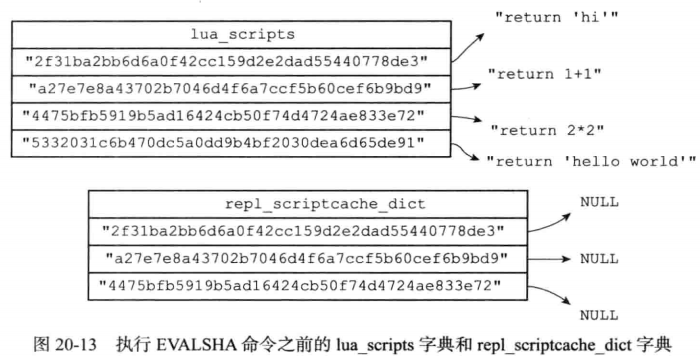 lua_scripts
"return 'hi'"
"2f31ba2bb6d6a0f42cc159d2e2dad55440778de3"
"a27e7e8a43702b7046d4f6a7ccf5b60cef6b9bd9"
"return 1+1"
"4475bfb5919b5ad16424cb50f74d4724ae833e72"
"return 2*2"
"5332031c6b470dc5a0dd9b4bf2030dea6d65de91"
"return 'hello world'"
repl_scriptcache_dict
NULL
"2f31ba2bb6d6a0f42cc159d2e2dad55440778de3"
"a27e7e8a43702b7046d4f6a7ccf5b60cef6b9bd9"
NULL
"4475bfb5919b5ad16424cb50f74d4724ae833e72"
NULL
图 20-13 执行 EVALSHA 命令之前的 lua_scripts 字典和 repl_scriptcache_dict 字典